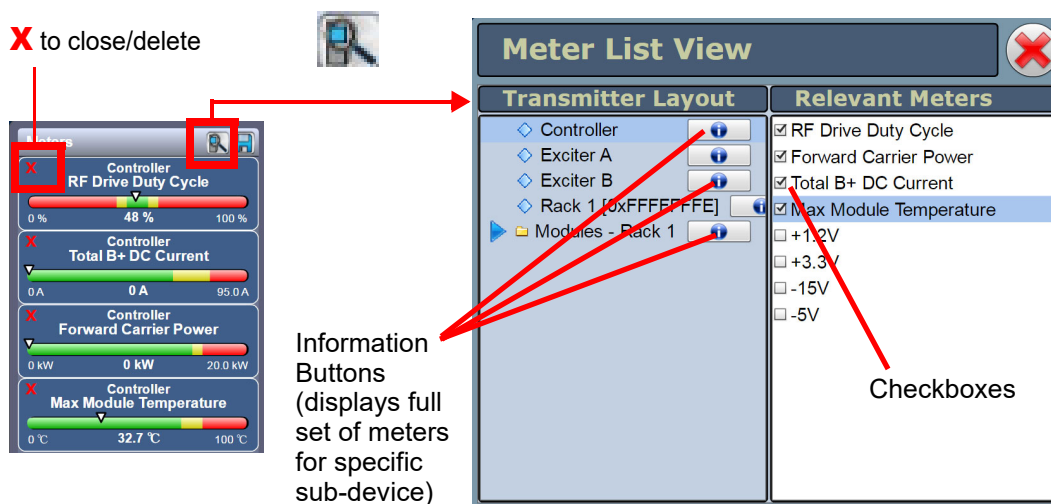 X to close/delete
Meters
X
Controller
RF Drive Duty Cycle
0 %
48 %
100 %
X
Controller
Total B+ DC Current
0 A
0 A
95.0 A
X
Controller
Forward Carrier Power
0 kW
0 kW
20.0 kW
X
Controller
Max Module Temperature
0 °C
32.7 °C
100 °C
Information
Buttons
(displays full
set of meters
for specific
sub-device)
Meter List View
Transmitter Layout
Controller
Exciter A
Exciter B
Rack 1 [0xFFFFFFFE]
Modules - Rack 1
Relevant Meters
RF Drive Duty Cycle
Forward Carrier Power
Total B+ DC Current
Max Module Temperature
+1.2V
+3.3V
-15V
-5V
Checkboxes